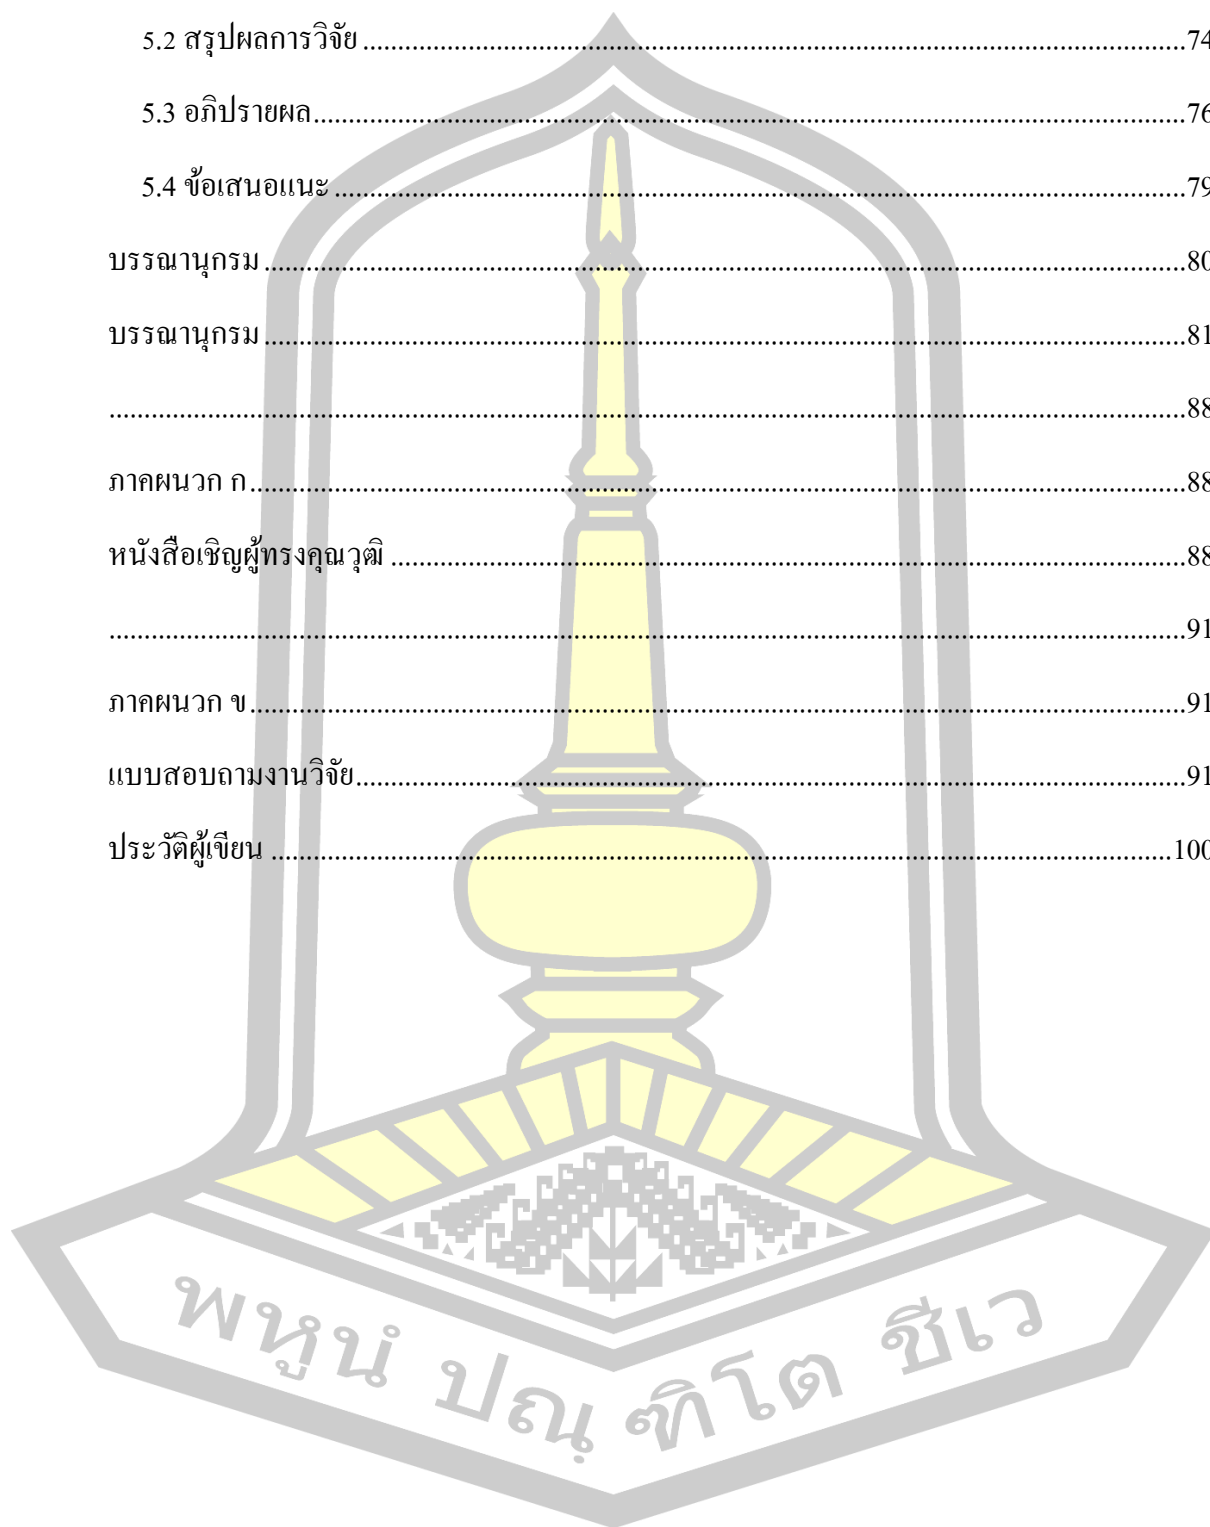 5.2 สรุปผลการวิจัย ........................................................................................................................74
5.3 อภิปรายผล...............................................................................................................................76
5.4 ข้อเสนอแนะ ............................................................................................................................79
บรรณานุกรม ......................................................................................................................................80
บรรณานุกรม ......................................................................................................................................81
............................................................................................................................................................88
ภาคผนวก ก........................................................................................................................................88
หนังสือเชิญผู้ทรงคุณวุฒิ ...................................................................................................................88
............................................................................................................................................................91
ภาคผนวก ข........................................................................................................................................91
แบบสอบถามงานวิจัย........................................................................................................................91
ประวัติผู้เขียน ...................................................................................................................................100
พหูนํ ปณฺฑิโต ชีเว